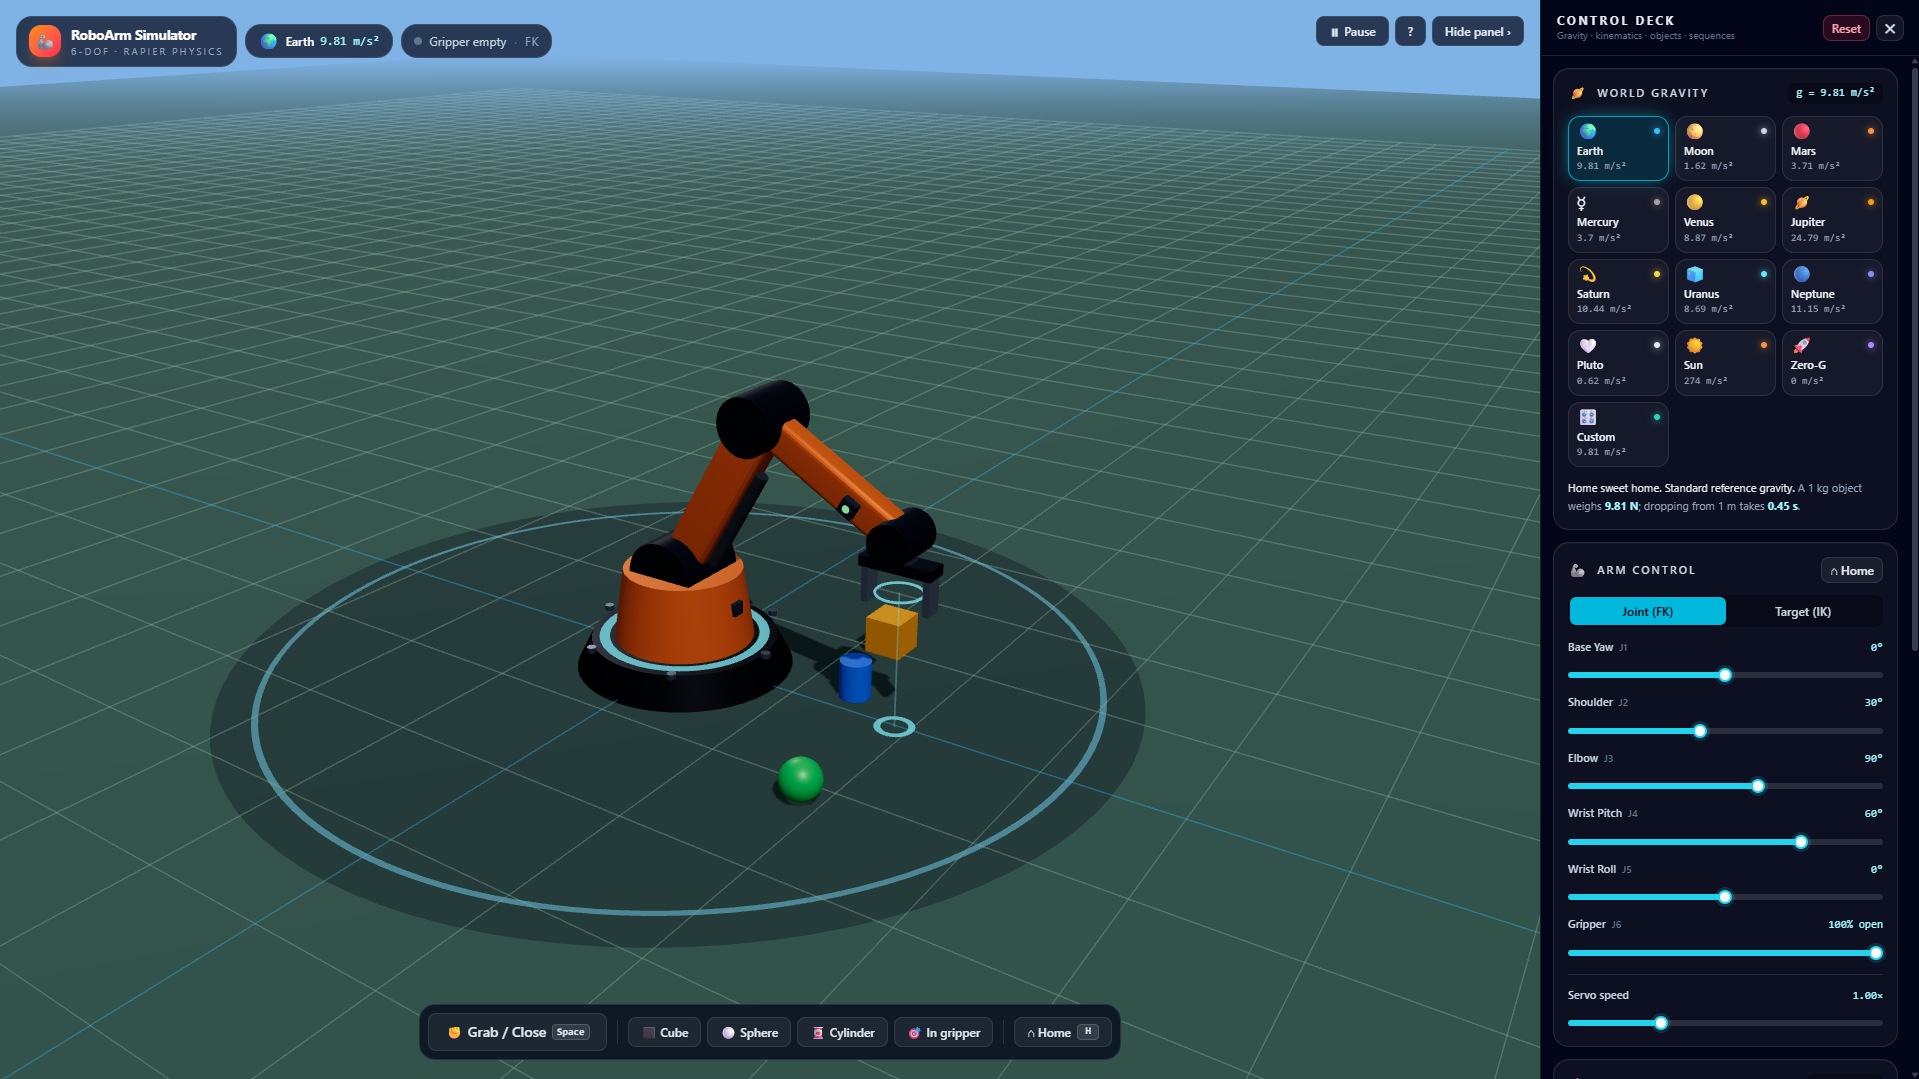 RoboArm Simulator
6-DOF · RAPIER PHYSICS
Earth 9.81 m/s²
Gripper empty · FK
Pause
?
Hide panel ›
CONTROL DECK
Gravity · kinematics · objects · sequences
Reset
WORLD GRAVITY
g = 9.81 m/s²
Earth
9.81 m/s²
Moon
1.62 m/s²
Mars
3.71 m/s²
Mercury
3.7 m/s²
Venus
8.87 m/s²
Jupiter
24.79 m/s²
Saturn
10.44 m/s²
Uranus
8.69 m/s²
Neptune
11.15 m/s²
Pluto
0.62 m/s²
Sun
274 m/s²
Zero-G
0 m/s²
Custom
9.81 m/s²
Home sweet home. Standard reference gravity. A 1 kg object
weighs 9.81 N; dropping from 1 m takes 0.45 s.
ARM CONTROL
Home
Joint (FK)
Target (IK)
Base Yaw J1 0°
Shoulder J2 30°
Elbow J3 90°
Wrist Pitch J4 60°
Wrist Roll J5 0°
Gripper J6 100% open
Servo speed 1.00×
Grab / Close Space
Cube
Sphere
Cylinder
In gripper
Home H